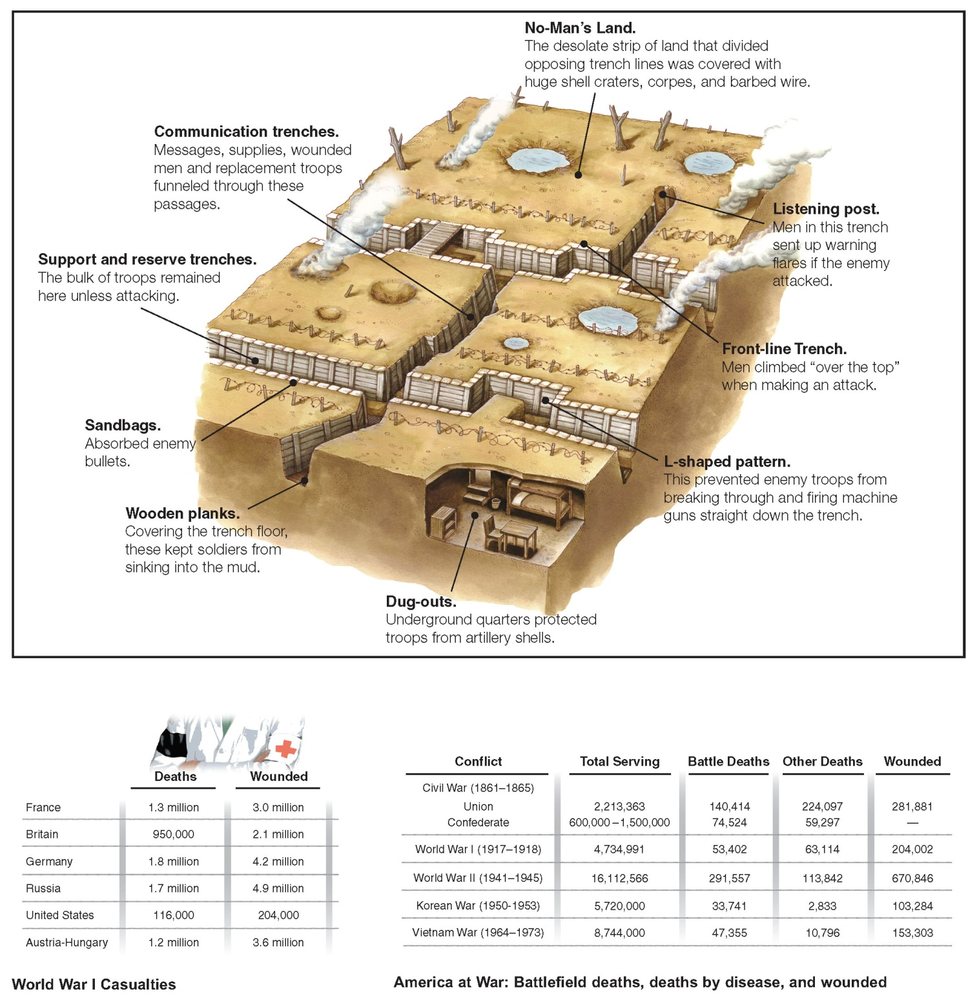 No-Man's Land.
The desolate strip of land that divided
opposing trench lines was covered with
huge shell craters, corpes, and barbed wire.
Communication trenches.
Messages, supplies, wounded
men and replacement troops
funneled through these
passages.
Listening post.
Men in this trench
sent up warning
flares if the enemy
attacked.
Support and reserve trenches.
The bulk of troops remained
here unless attacking.
Front-line Trench.
Men climbed “over the top”
when making an attack.
Sandbags.
Absorbed enemy
bullets.
L-shaped pattern.
This prevented enemy troops from
breaking through and firing machine
guns straight down the trench.
Wooden planks.
Covering the trench floor,
these kept soldiers from
sinking into the mud.
Dug-outs.
Underground quarters protected
troops from artillery shells.
Deaths Wounded
France 1.3 million 3.0 million
Britain 950,000 2.1 million
Germany 1.8 million 4.2 million
Russia 1.7 million 4.9 million
United States 116,000 204,000
Austria-Hungary 1.2 million 3.6 million
World War I Casualties
Conflict Total Serving Battle Deaths Other Deaths Wounded
Civil War (1861–1865)
Union 2,213,363 140,414 224,097 281,881
Confederate 600,000–1,500,000 74,524 59,297 —
World War I (1917–1918) 4,734,991 53,402 63,114 204,002
World War II (1941–1945) 16,112,566 291,557 113,842 670,846
Korean War (1950-1953) 5,720,000 33,741 2,833 103,284
Vietnam War (1964–1973) 8,744,000 47,355 10,796 153,303
America at War: Battlefield deaths, deaths by disease, and wounded